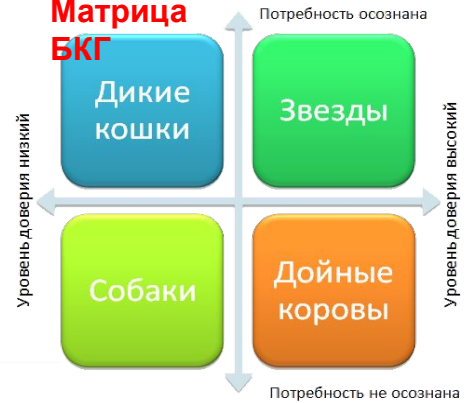 Матрица
БКГ
Потребность осознана
Дикие
кошки
Звезды
Уровень доверия низкий
Уровень доверия высокий
Собаки
Дойные
коровы
Потребность не осознана